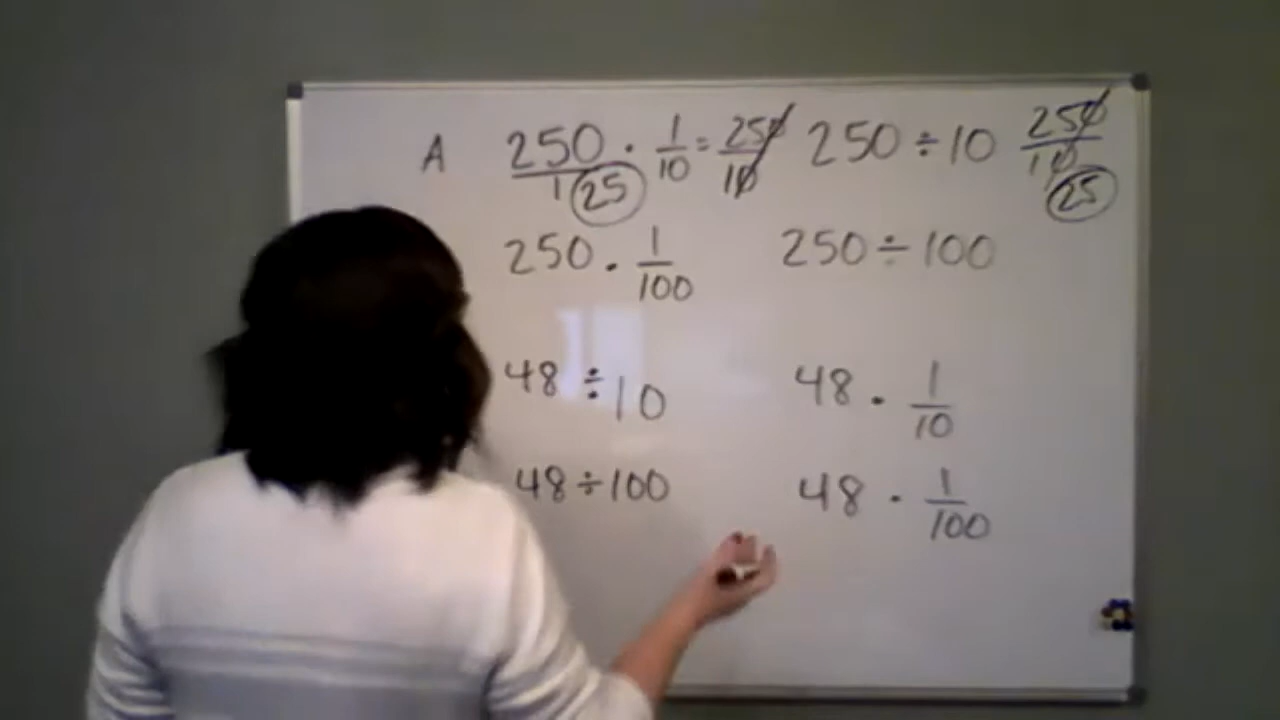 A 250/1 · 1/10 = 250/10 250 ÷ 10 250/10
25 25
250 · 1/100 250 ÷ 100
48 ÷ 10 48 · 1/10
48 ÷ 100 48 · 1/100